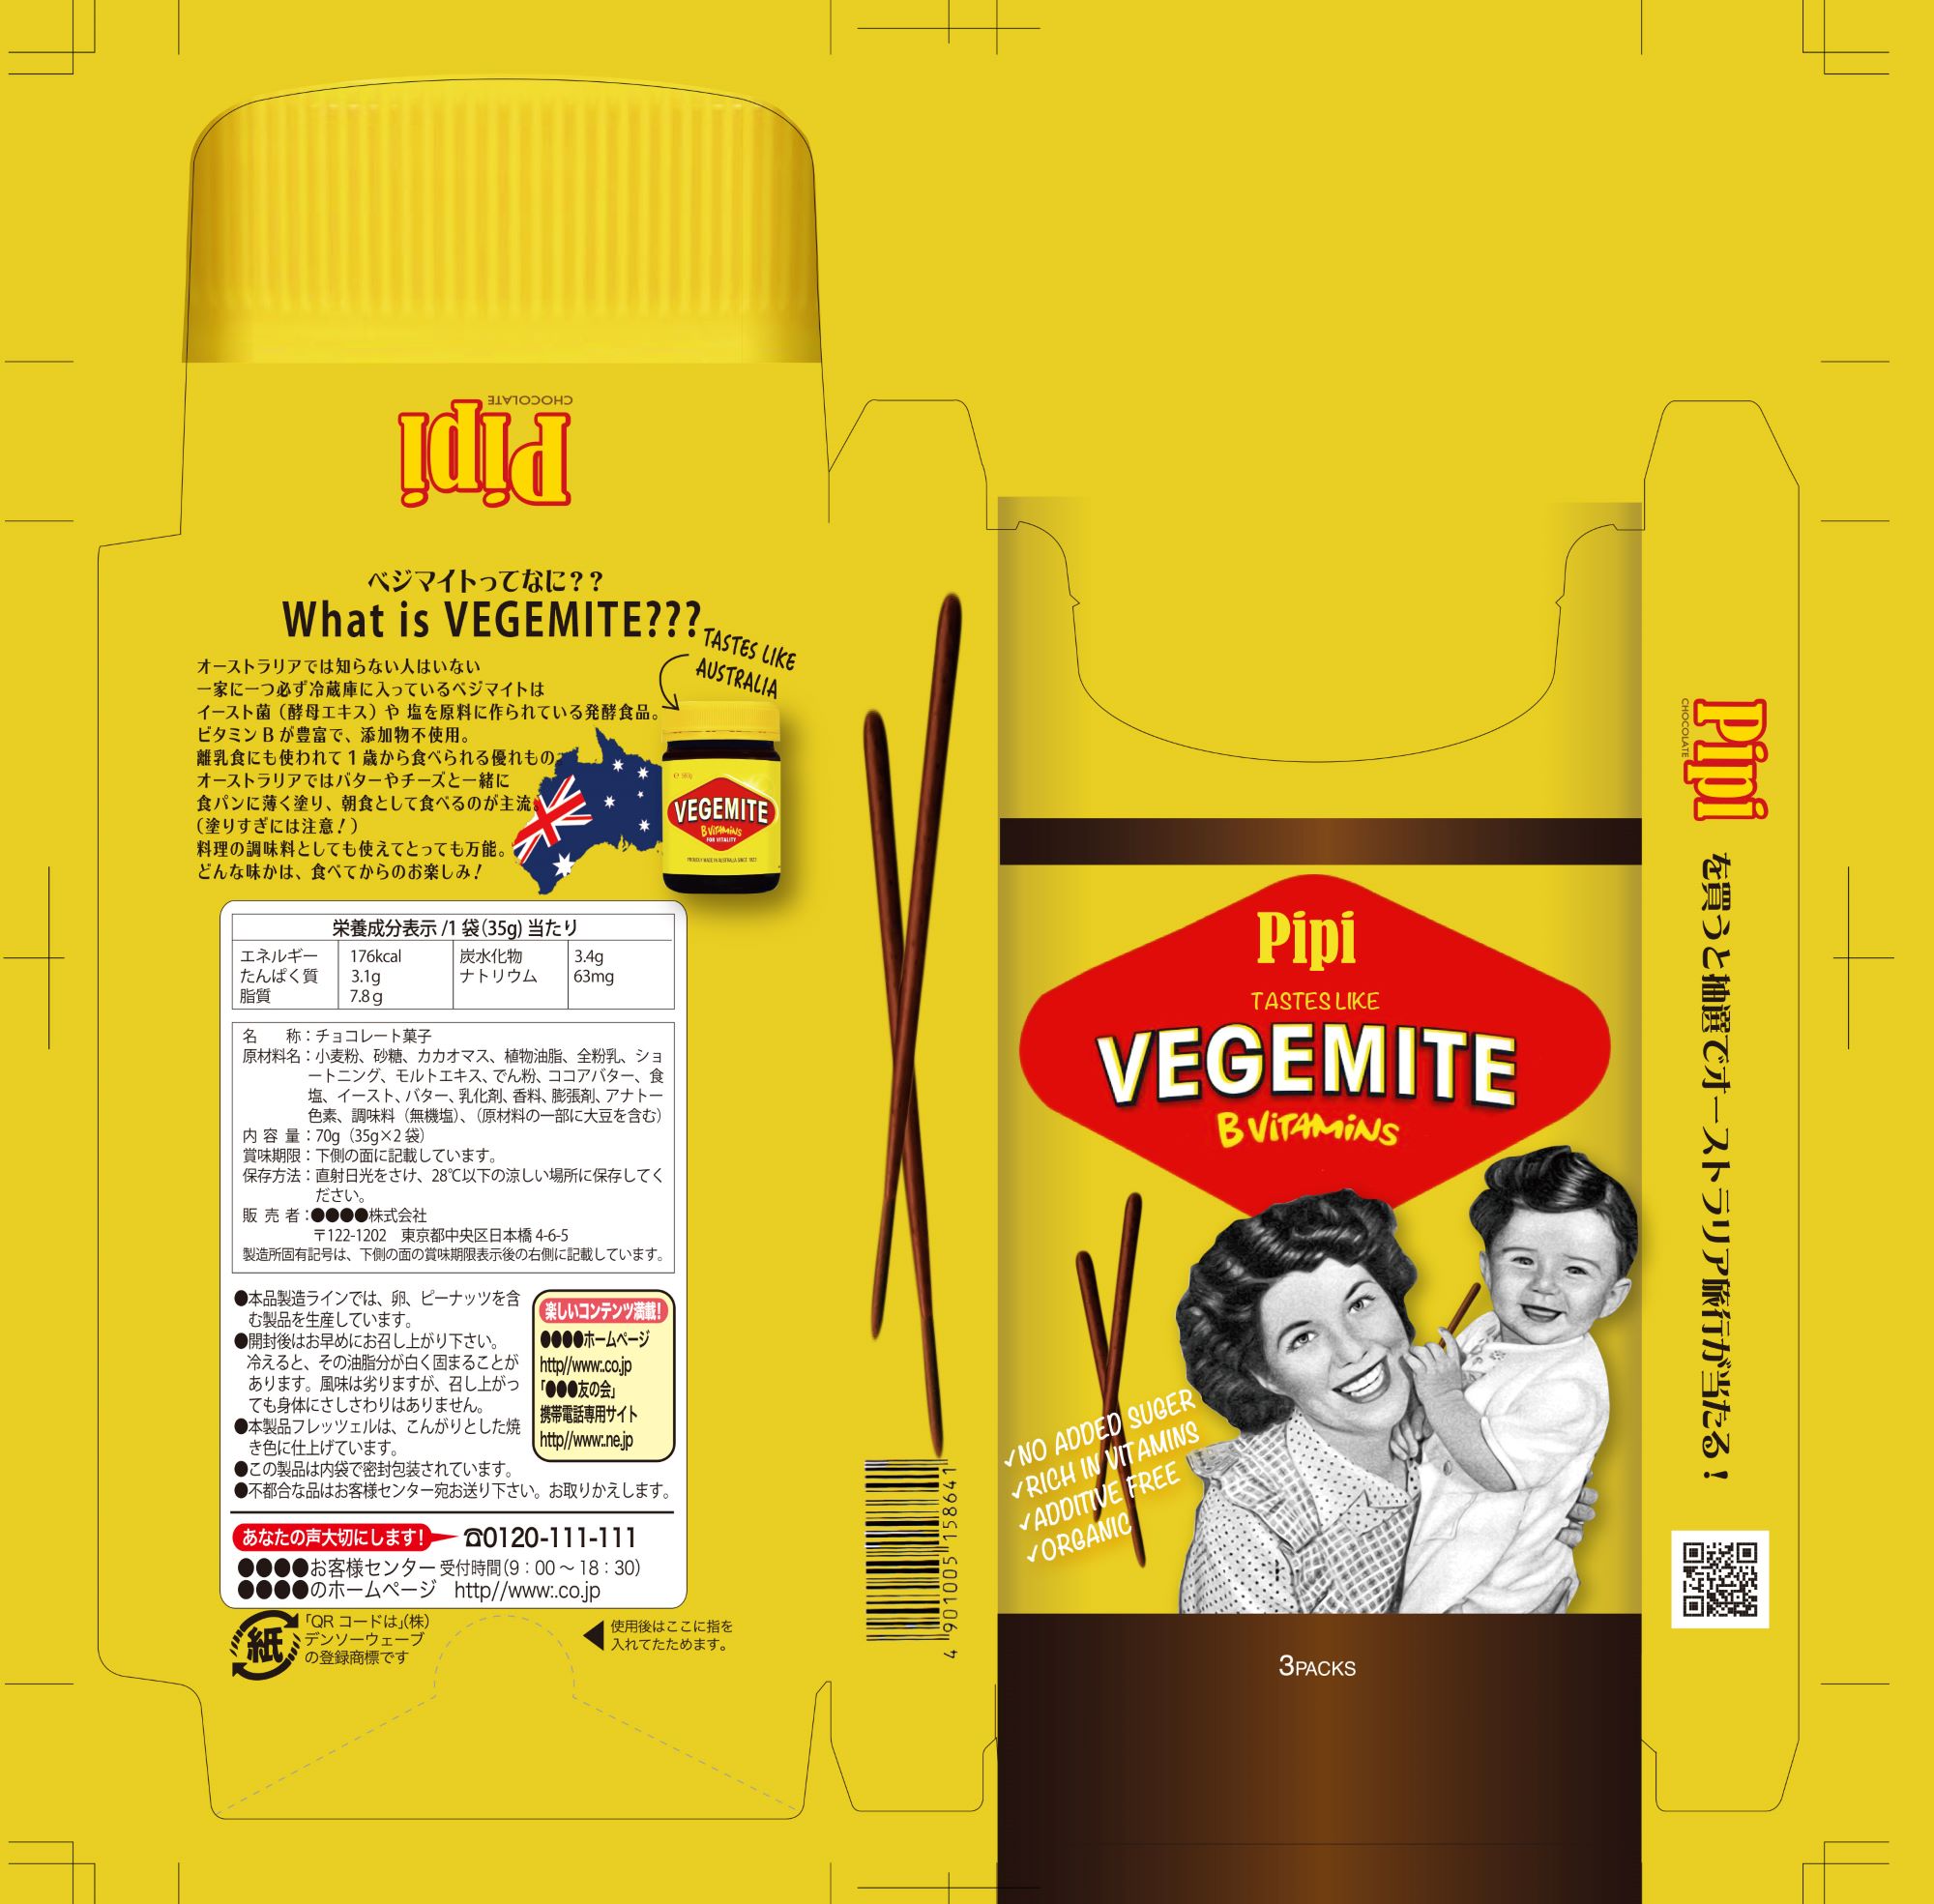 Pipi
CHOCOLATE
ベジマイトってなに？？
What is VEGEMITE???
TASTES LIKE
AUSTRALIA
オーストラリアでは知らない人はいない
一家に一つ必ず冷蔵庫に入っているベジマイトは
イースト菌（酵母エキス）や 塩を原料に作られている発酵食品。
ビタミン B が豊富で、添加物不使用。
離乳食にも使われて 1 歳から食べられる優れもの
オーストラリアではバターやチーズと一緒に
食パンに薄く塗り、朝食として食べるのが主流。
（塗りすぎには注意！）
料理の調味料としても使えてとっても万能。
どんな味かは、食べてからのお楽しみ！
VEGEMITE
B VITAMINS
FOR VITALITY
PROUDLY MADE IN AUSTRALIA SINCE 1923
栄養成分表示 /1 袋（35g) 当たり
エネルギー 176kcal 炭水化物 3.4g
たんぱく質 3.1g ナトリウム 63mg
脂質 7.8g
名　　称：チョコレート菓子
原材料名：小麦粉、砂糖、カカオマス、植物油脂、全粉乳、ショ
ートニング、モルトエキス、でん粉、ココアバター、食
塩、イースト、バター、乳化剤、香料、膨張剤、アナトー
色素、調味料（無機塩）、（原材料の一部に大豆を含む）
内 容 量：70g（35g×2 袋）
賞味期限：下側の面に記載しています。
保存方法：直射日光をさけ、28℃以下の涼しい場所に保存してく
ださい。
販 売 者：●●●●株式会社
〒122-1202　東京都中央区日本橋 4-6-5
製造所固有記号は、下側の面の賞味期限表示後の右側に記載しています。
●本品製造ラインでは、卵、ピーナッツを含
む製品を生産しています。
●開封後はお早めにお召し上がり下さい。
冷えると、その油脂分が白く固まることが
あります。風味は劣りますが、召し上がっ
ても身体にさしさわりはありません。
●本製品フレッツェルは、こんがりとした焼
き色に仕上げています。
●この製品は内袋で密封包装されています。
●不都合な品はお客様センター宛お送り下さい。お取りかえします。
楽しいコンテンツ満載！
●●●●ホームページ
http//www:.co.jp
「●●●友の会」
携帯電話専用サイト
http//www:.ne.jp
あなたの声大切にします！
☎0120-111-111
●●●●お客様センター 受付時間（9：00 ～ 18：30）
●●●●のホームページ　http//www:.co.jp
紙
「QR コードは」（株）
デンソーウェーブ
の登録商標です
◀ 使用後はここに指を
入れてたためます。
4 901005 158641
Pipi
TASTES LIKE
VEGEMITE
B VITAMINS
✓NO ADDED SUGER
✓RICH IN VITAMINS
✓ADDITIVE FREE
✓ORGANIC
3PACKS
Pipi
CHOCOLATE
を買うと抽選でオーストラリア旅行が当たる！